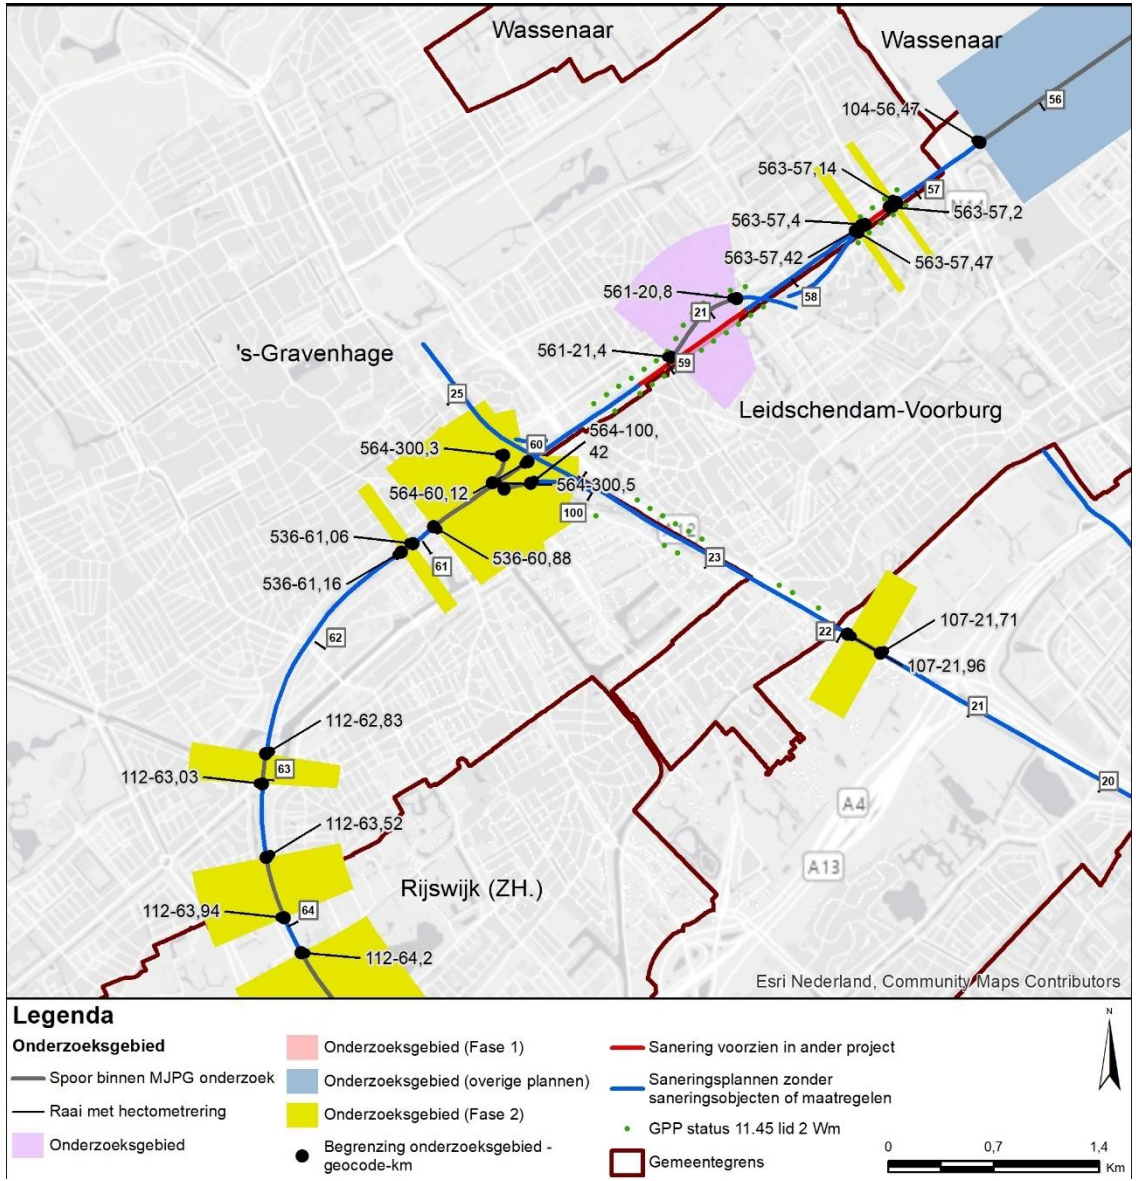 Wassenaar
Wassenaar
104-56,47
56
563-57,14
57
563-57,2
563-57,4
563-57,42
563-57,47
58
561-20,8
21
561-21,4
59
's-Gravenhage
25
Leidschendam-Voorburg
60
564-100,
42
564-300,3
564-300,5
564-60,12
100
536-61,06
536-60,88
61
536-61,16
23
62
22
107-21,71
107-21,96
21
112-62,83
63
112-63,03
20
A4
112-63,52
A13
Rijswijk (ZH.)
112-63,94
64
112-64,2
Esri Nederland, Community Maps Contributors
Legenda
Onderzoeksgebied
Spoor binnen MJPG onderzoek
Raai met hectometrering
Onderzoeksgebied
Onderzoeksgebied (Fase 1)
Onderzoeksgebied (overige plannen)
Onderzoeksgebied (Fase 2)
Begrenzing onderzoeksgebied -
geocode-km
Sanering voorzien in ander project
Saneringsplannen zonder
saneringsobjecten of maatregelen
GPP status 11.45 lid 2 Wm
Gemeentegrens
N
0 0,7 1,4
Km